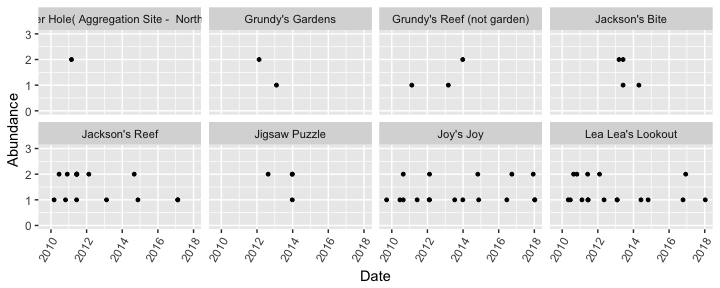 er Hole( Aggregation Site -  North
Grundy's Gardens
Grundy's Reef (not garden)
Jackson's Bite
3
2
1
0
Jackson's Reef
Jigsaw Puzzle
Joy's Joy
Lea Lea's Lookout
3
2
1
0
2010 2012 2014 2016 2018
2010 2012 2014 2016 2018
2010 2012 2014 2016 2018
2010 2012 2014 2016 2018
Abundance
Date